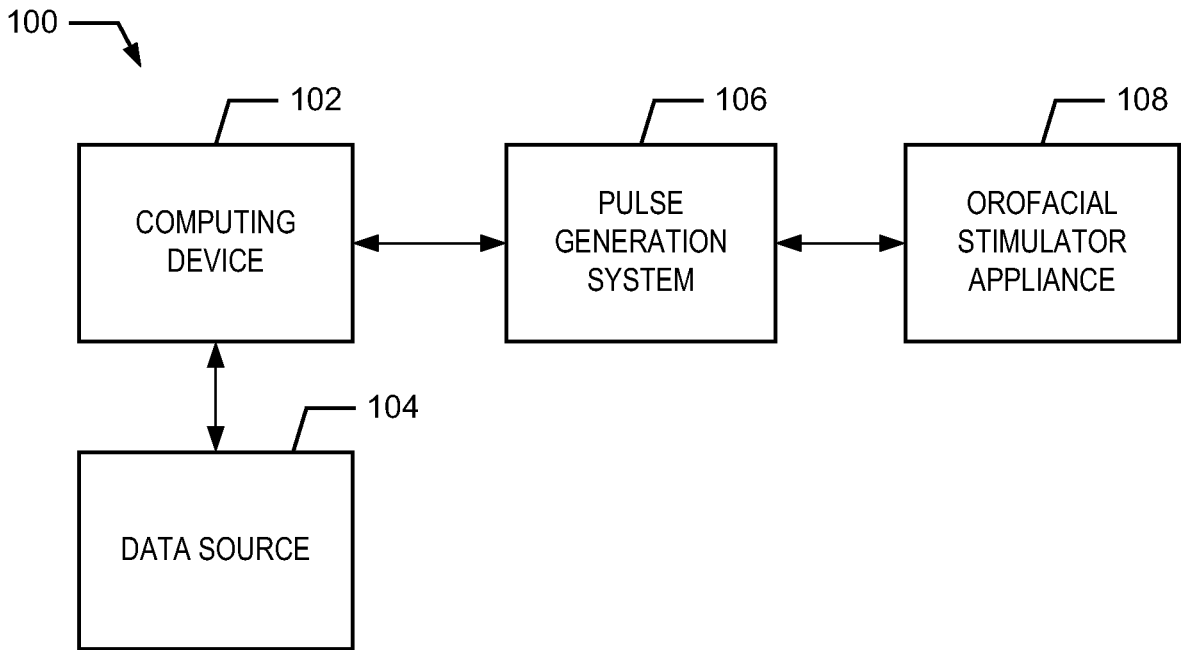 100
102
106
108
COMPUTING
DEVICE
PULSE
GENERATION
SYSTEM
OROFACIAL
STIMULATOR
APPLIANCE
104
DATA SOURCE